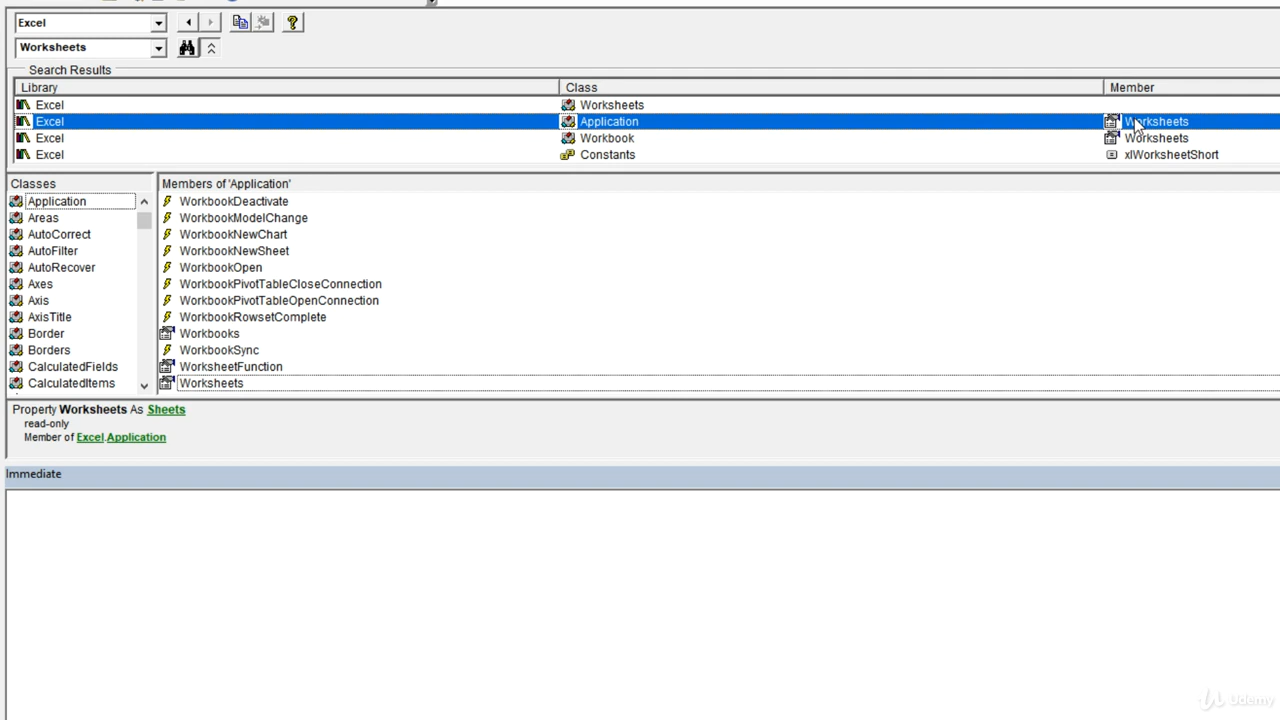 Excel
Worksheets
Search Results
Library Class Member
Excel Worksheets
Excel Application Worksheets
Excel Workbook Worksheets
Excel Constants xlWorksheetShort
Classes Members of 'Application'
Application WorkbookDeactivate
Areas WorkbookModelChange
AutoCorrect WorkbookNewChart
AutoFilter WorkbookNewSheet
AutoRecover WorkbookOpen
Axes WorkbookPivotTableCloseConnection
Axis WorkbookPivotTableOpenConnection
AxisTitle WorkbookRowsetComplete
Border Workbooks
Borders WorkbookSync
CalculatedFields WorksheetFunction
CalculatedItems Worksheets
Property Worksheets As Sheets
read-only
Member of Excel.Application
Immediate
Udemy